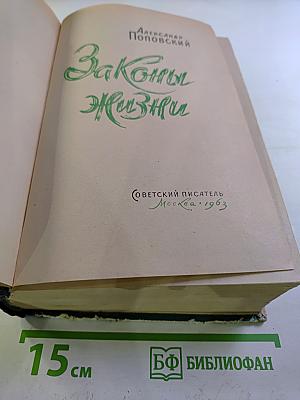 Александр
Поповский
Законы
жизни
Советский писатель
Москва • 1963
15 см
БФ БИБЛИОФАН